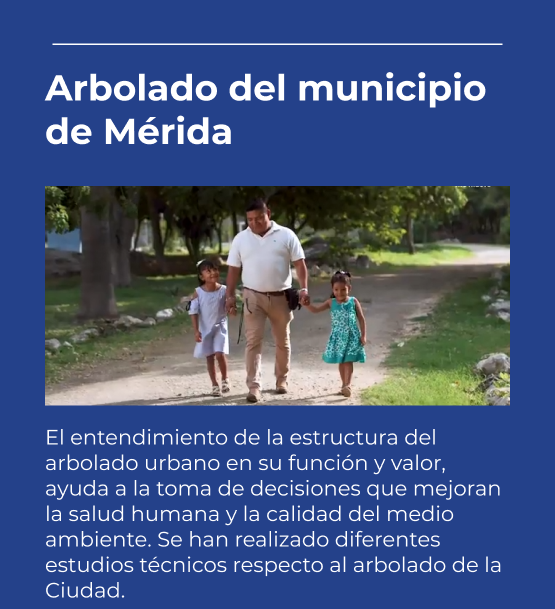 Arbolado del municipio
de Mérida
El entendimiento de la estructura del
arbolado urbano en su función y valor,
ayuda a la toma de decisiones que mejoran
la salud humana y la calidad del medio
ambiente. Se han realizado diferentes
estudios técnicos respecto al arbolado de la
Ciudad.